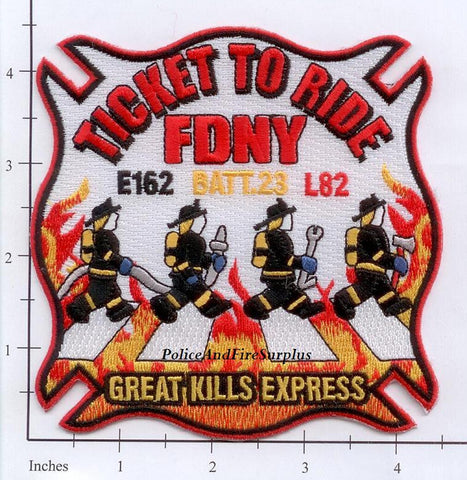 TICKET TO RIDE
FDNY
E162 BATT.23 L82
PoliceAndFireSurplus
GREAT KILLS EXPRESS
4
3
2
1
Inches 1 2 3 4